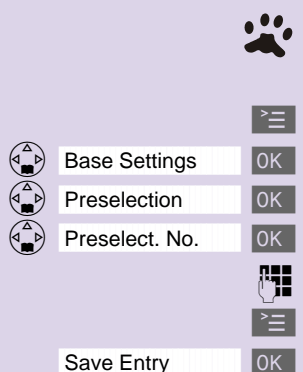 Base Settings OK
Preselection OK
Preselect. No. OK
Save Entry OK